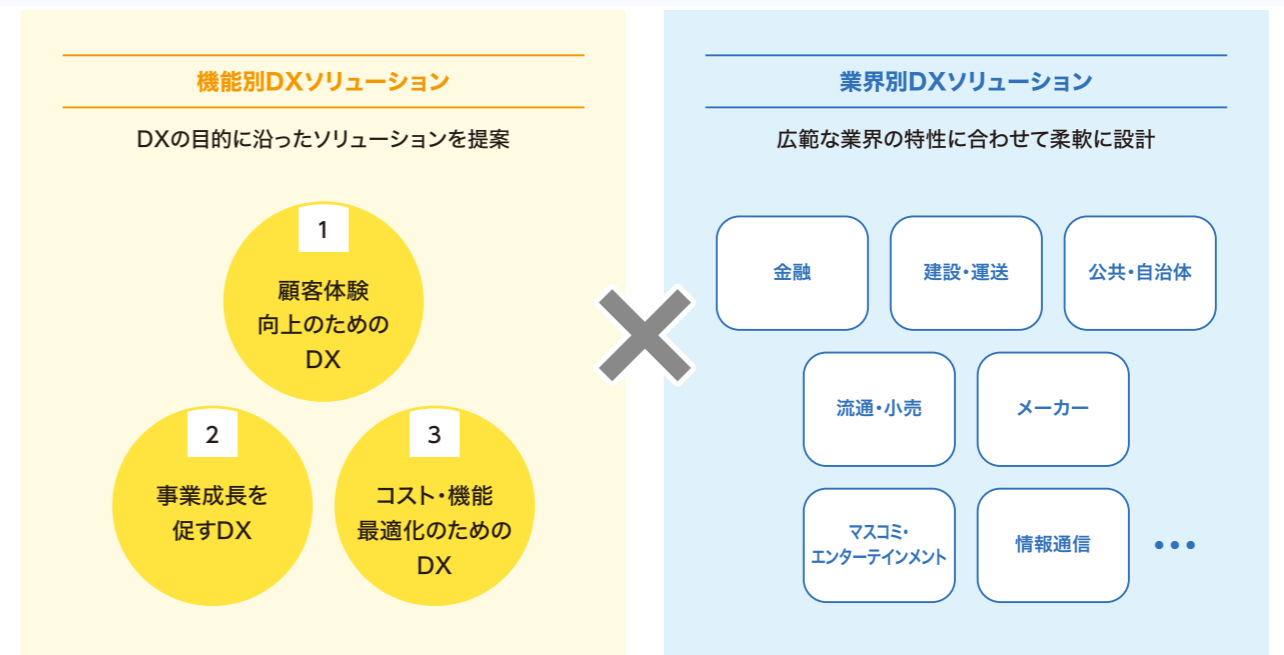 機能別DXソリューション
DXの目的に沿ったソリューションを提案
1
顧客体験
向上のための
DX
2
事業成長を
促すDX
3
コスト・機能
最適化のための
DX
業界別DXソリューション
広範な業界の特性に合わせて柔軟に設計
金融
建設・運送
公共・自治体
流通・小売
メーカー
マスコミ・
エンターテインメント
情報通信
•••